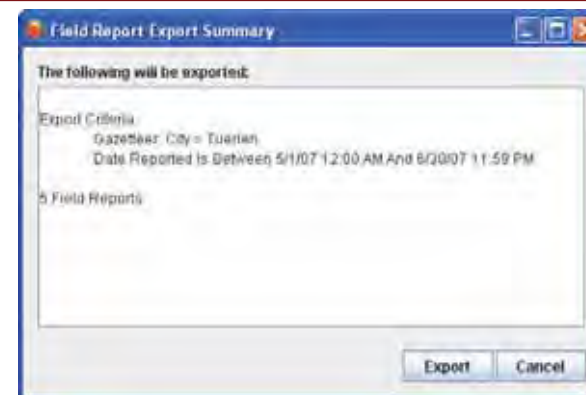 Field Report Export Summary
The following will be exported:
Export Criteria
Gazetteer: City = Tuerlen
Date Reported Is Between 5/1/07 12:00 AM And 6/30/07 11:59 PM
5 Field Reports
Export Cancel